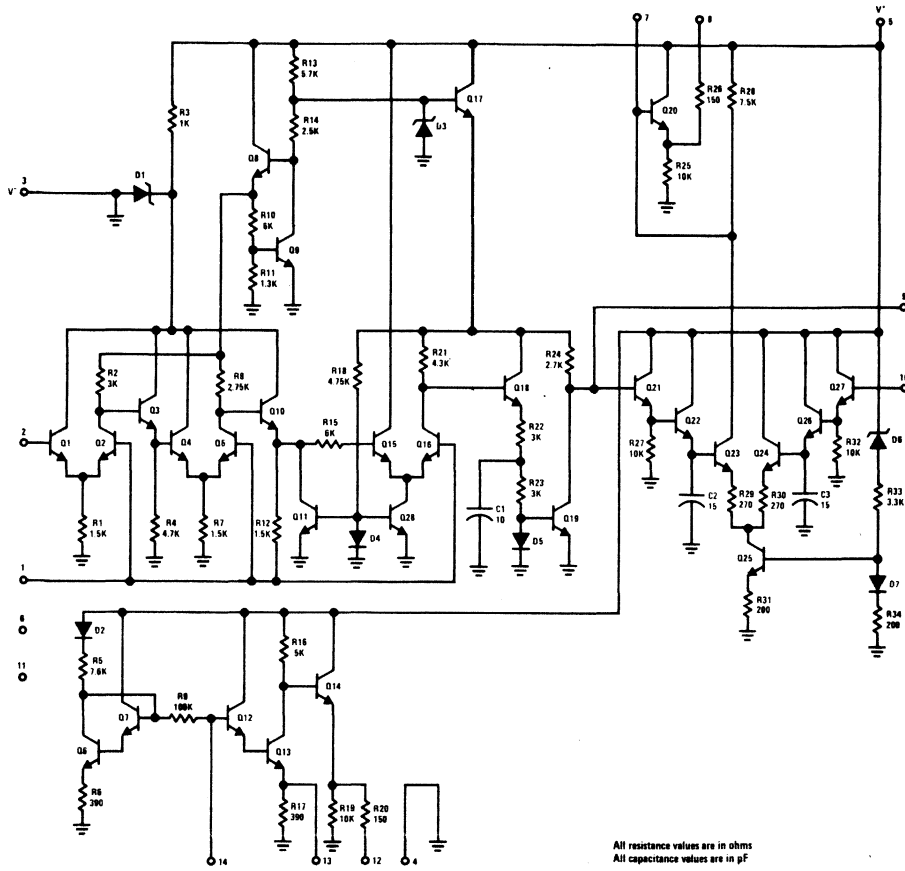 7
8
V+
5
R13
5.7K
R3
1K
R14
2.5K
Q17
D3
Q20
R26
150
R28
7.5K
R25
10K
3
V-
D1
Q8
R10
6K
Q9
R11
1.3K
9
10
R2
3K
Q3
R8
2.75K
Q10
R18
4.75K
R21
4.3K
Q18
R24
2.7K
Q21
Q27
2
Q1
Q2
Q4
Q5
R15
6K
Q15
Q16
R22
3K
R23
3K
Q22
Q26
R27
10K
R32
10K
D6
Q23
Q24
R33
3.3K
R1
1.5K
R4
4.7K
R7
1.5K
R12
1.5K
Q11
D4
Q28
C1
10
D5
Q19
C2
15
R29
270
R30
270
C3
15
Q25
D7
1
R31
200
R34
200
6
11
D2
R5
7.6K
R16
5K
Q14
R9
100K
Q7
Q12
Q6
Q13
R6
390
R17
390
R19
10K
R20
150
14
13
12
4
All resistance values are in ohms
All capacitance values are in pF